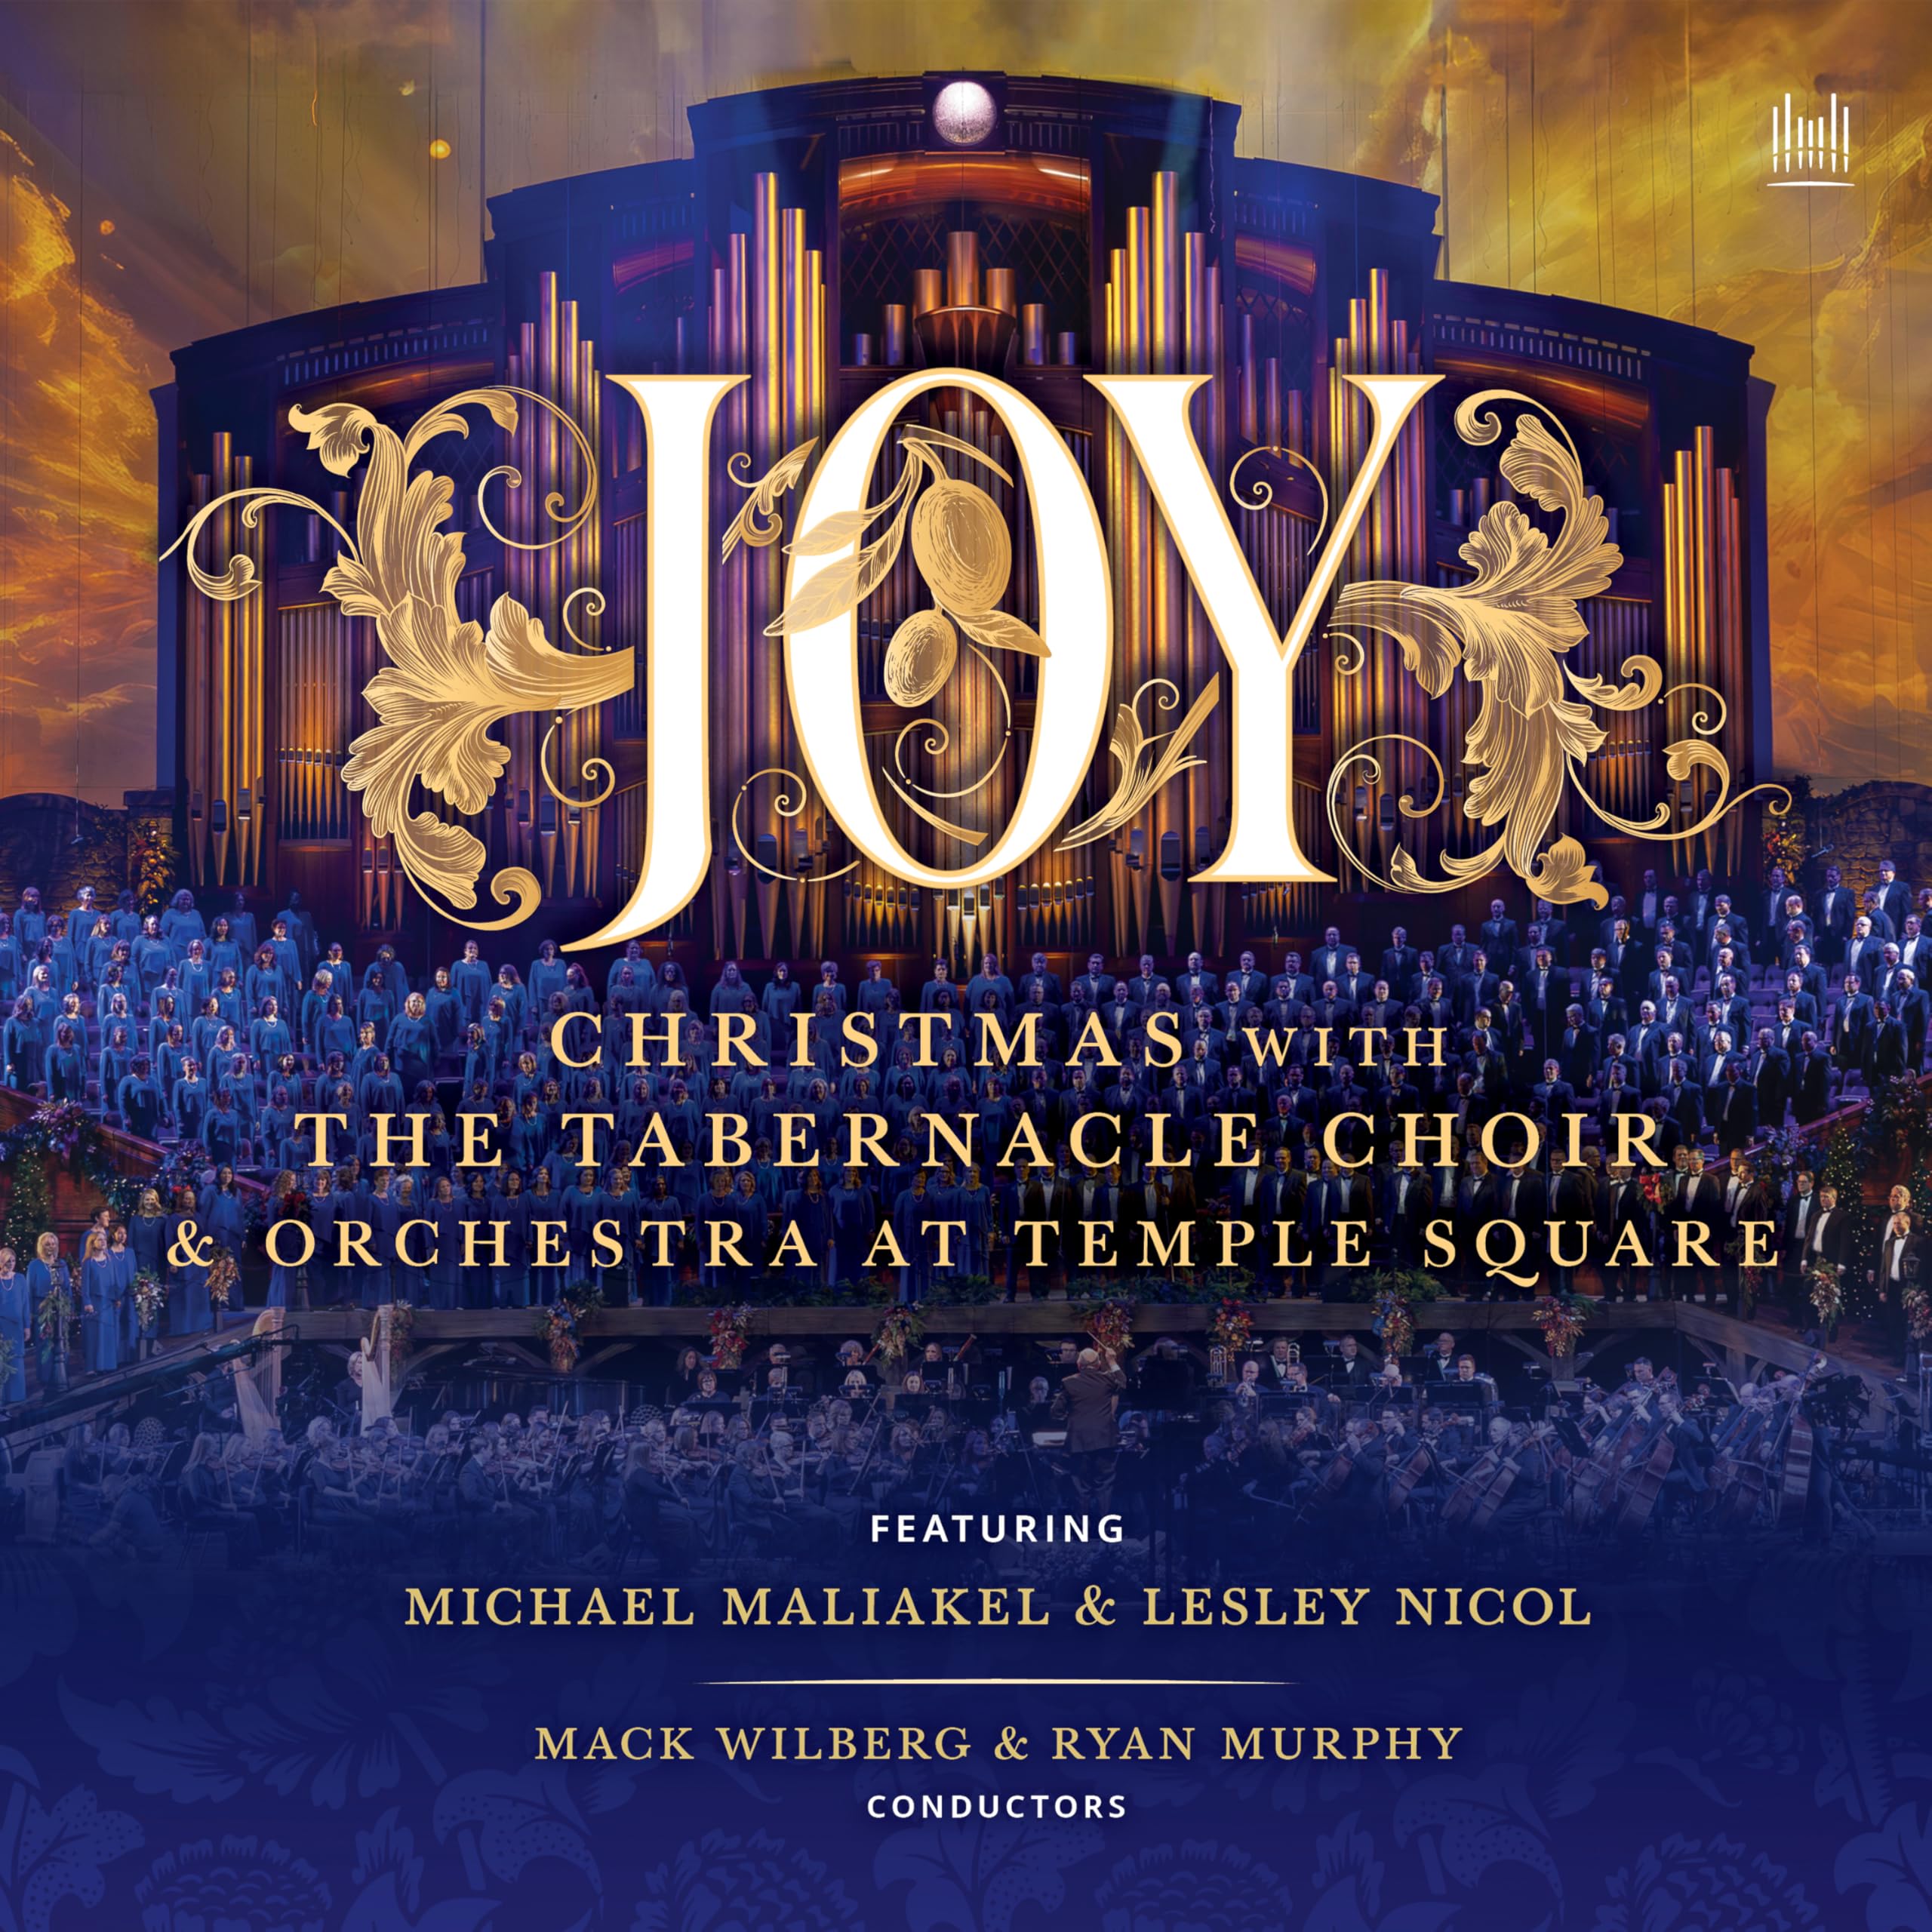 JOY
CHRISTMAS WITH
THE TABERNACLE CHOIR
& ORCHESTRA AT TEMPLE SQUARE
FEATURING
MICHAEL MALIAKEL & LESLEY NICOL
MACK WILBERG & RYAN MURPHY
CONDUCTORS